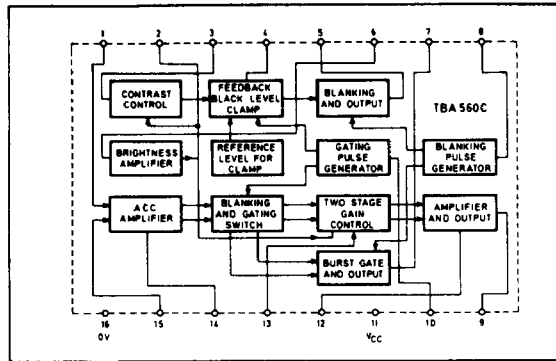 1 2 3 4 5 6 7 8
CONTRAST
CONTROL
FEEDBACK
BLACK LEVEL
CLAMP
BLANKING
AND OUTPUT
TBA 560C
BRIGHTNESS
AMPLIFIER
REFERENCE
LEVEL FOR
CLAMP
GATING
PULSE
GENERATOR
BLANKING
PULSE
GENERATOR
ACC
AMPLIFIER
BLANKING
AND GATING
SWITCH
TWO STAGE
GAIN
CONTROL
AMPLIFIER
AND OUTPUT
BURST GATE
AND OUTPUT
16 15 14 13 12 11 10 9
0V VCC